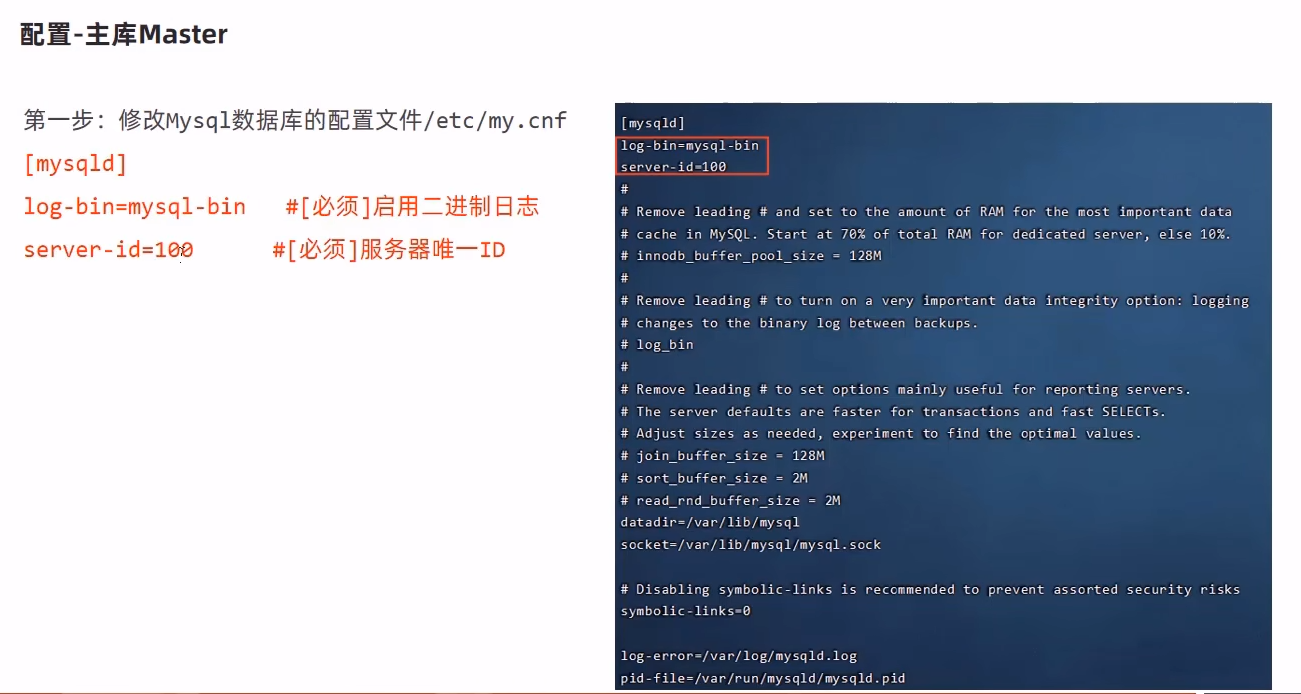 配置-主库Master
第一步：修改Mysql数据库的配置文件/etc/my.cnf
[mysqld]
log-bin=mysql-bin #[必须]启用二进制日志
server-id=100 #[必须]服务器唯一ID
[mysqld]
log-bin=mysql-bin
server-id=100
#
# Remove leading # and set to the amount of RAM for the most important data
# cache in MySQL. Start at 70% of total RAM for dedicated server, else 10%.
# innodb_buffer_pool_size = 128M
#
# Remove leading # to turn on a very important data integrity option: logging
# changes to the binary log between backups.
# log_bin
#
# Remove leading # to set options mainly useful for reporting servers.
# The server defaults are faster for transactions and fast SELECTs.
# Adjust sizes as needed, experiment to find the optimal values.
# join_buffer_size = 128M
# sort_buffer_size = 2M
# read_rnd_buffer_size = 2M
datadir=/var/lib/mysql
socket=/var/lib/mysql/mysql.sock
# Disabling symbolic-links is recommended to prevent assorted security risks
symbolic-links=0
log-error=/var/log/mysqld.log
pid-file=/var/run/mysqld/mysqld.pid